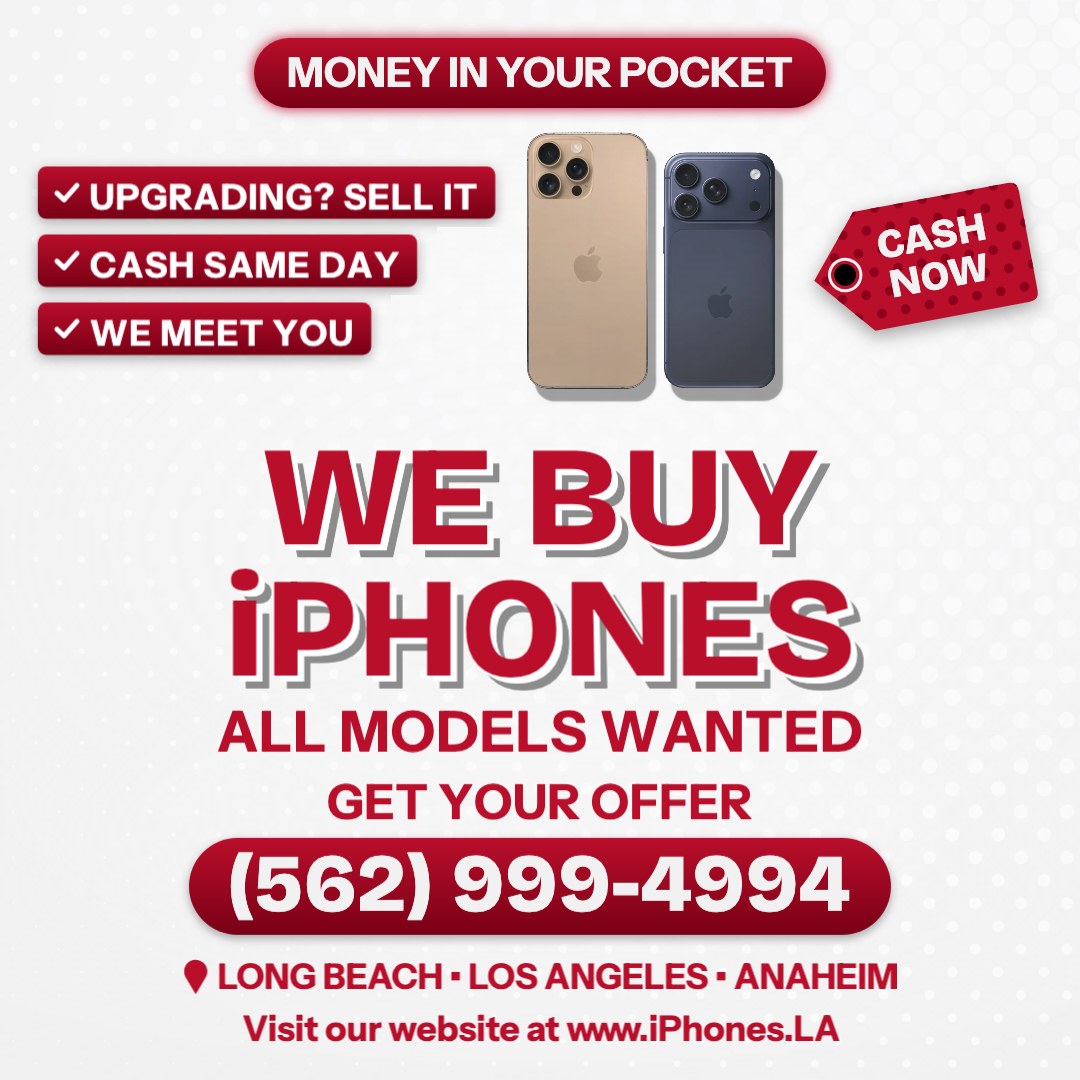 MONEY IN YOUR POCKET
✓ UPGRADING? SELL IT
✓ CASH SAME DAY
✓ WE MEET YOU
CASH
NOW
WE BUY
iPHONES
ALL MODELS WANTED
GET YOUR OFFER
(562) 999-4994
LONG BEACH ▪ LOS ANGELES ▪ ANAHEIM
Visit our website at www.iPhones.LA